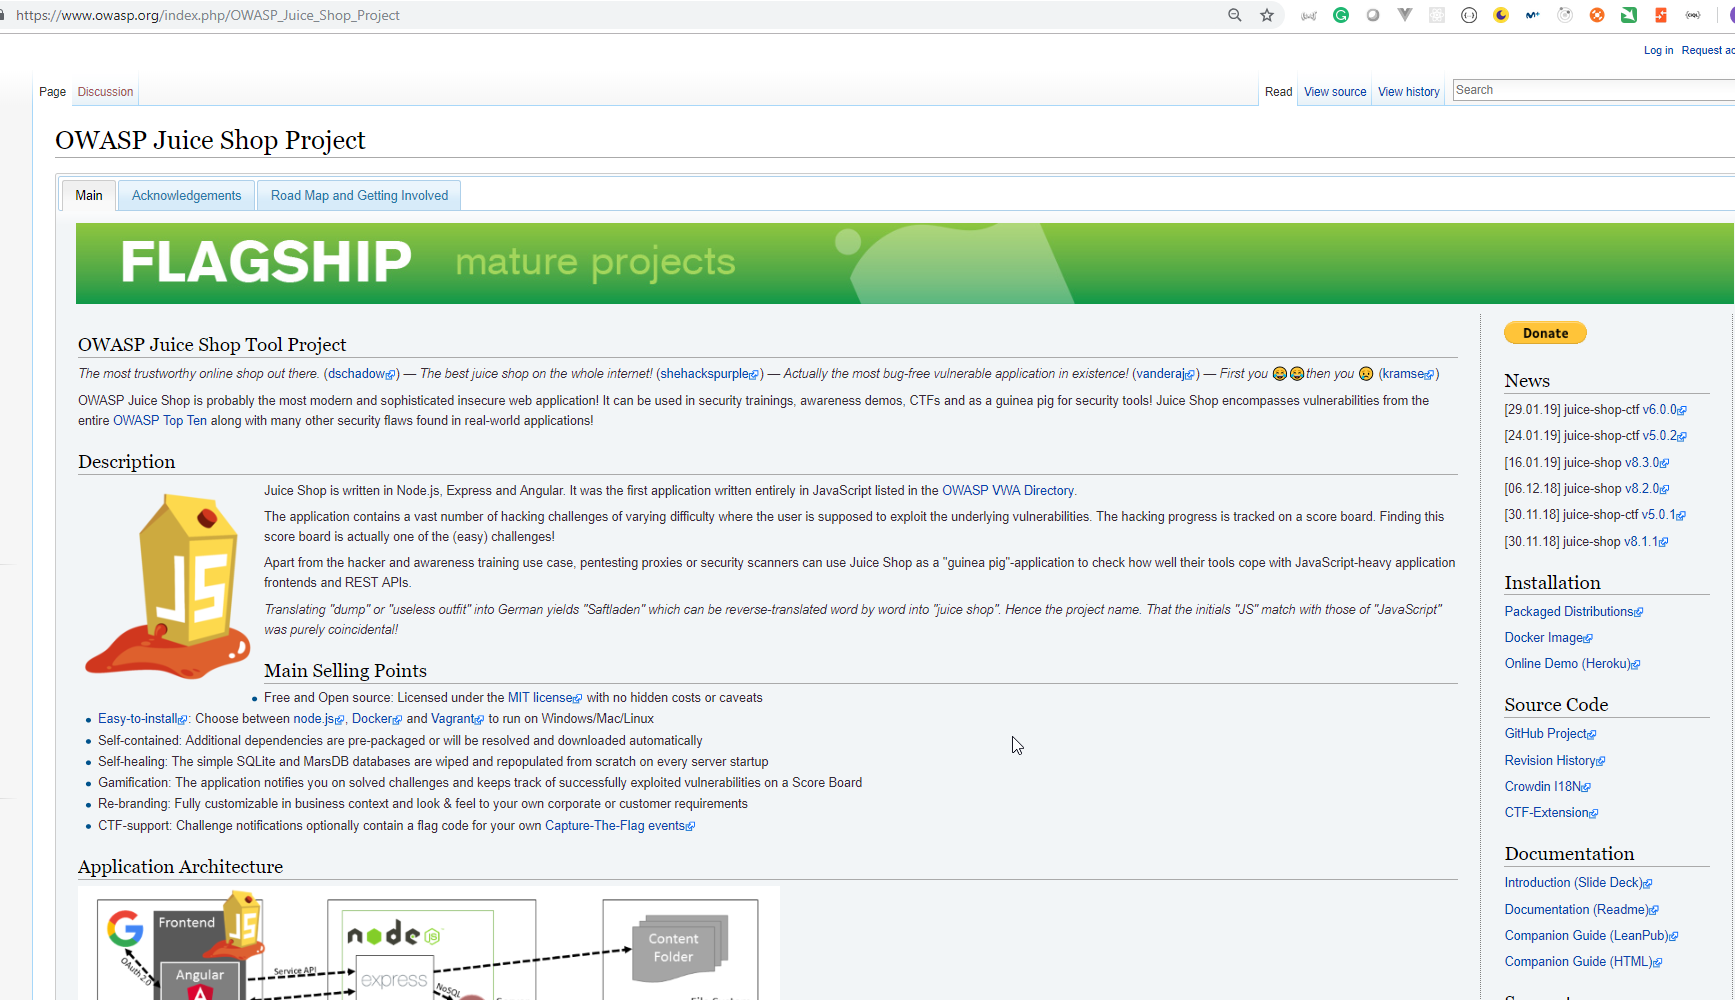 https://www.owasp.org/index.php/OWASP_Juice_Shop_Project
Log in Request ac
Page Discussion
Read View source View history Search
OWASP Juice Shop Project
Main Acknowledgements Road Map and Getting Involved
FLAGSHIP mature projects
OWASP Juice Shop Tool Project
The most trustworthy online shop out there. (dschadow) — The best juice shop on the whole internet! (shehackspurple) — Actually the most bug-free vulnerable application in existence! (vanderaj) — First you 😂😂then you 😢 (kramse)
OWASP Juice Shop is probably the most modern and sophisticated insecure web application! It can be used in security trainings, awareness demos, CTFs and as a guinea pig for security tools! Juice Shop encompasses vulnerabilities from the
entire OWASP Top Ten along with many other security flaws found in real-world applications!
Description
JS
Juice Shop is written in Node.js, Express and Angular. It was the first application written entirely in JavaScript listed in the OWASP VWA Directory.
The application contains a vast number of hacking challenges of varying difficulty where the user is supposed to exploit the underlying vulnerabilities. The hacking progress is tracked on a score board. Finding this
score board is actually one of the (easy) challenges!
Apart from the hacker and awareness training use case, pentesting proxies or security scanners can use Juice Shop as a "guinea pig"-application to check how well their tools cope with JavaScript-heavy application
frontends and REST APIs.
Translating "dump" or "useless outfit" into German yields "Saftladen" which can be reverse-translated word by word into "juice shop". Hence the project name. That the initials "JS" match with those of "JavaScript"
was purely coincidental!
Main Selling Points
• Free and Open source: Licensed under the MIT license with no hidden costs or caveats
• Easy-to-install: Choose between node.js, Docker and Vagrant to run on Windows/Mac/Linux
• Self-contained: Additional dependencies are pre-packaged or will be resolved and downloaded automatically
• Self-healing: The simple SQLite and MarsDB databases are wiped and repopulated from scratch on every server startup
• Gamification: The application notifies you on solved challenges and keeps track of successfully exploited vulnerabilities on a Score Board
• Re-branding: Fully customizable in business context and look & feel to your own corporate or customer requirements
• CTF-support: Challenge notifications optionally contain a flag code for your own Capture-The-Flag events
Application Architecture
Frontend
JS
node JS
Content
Folder
OAuth 2.0
Angular
Service API
express
NoSQL
Donate
News
[29.01.19] juice-shop-ctf v6.0.0
[24.01.19] juice-shop-ctf v5.0.2
[16.01.19] juice-shop v8.3.0
[06.12.18] juice-shop v8.2.0
[30.11.18] juice-shop-ctf v5.0.1
[30.11.18] juice-shop v8.1.1
Installation
Packaged Distributions
Docker Image
Online Demo (Heroku)
Source Code
GitHub Project
Revision History
Crowdin I18N
CTF-Extension
Documentation
Introduction (Slide Deck)
Documentation (Readme)
Companion Guide (LeanPub)
Companion Guide (HTML)